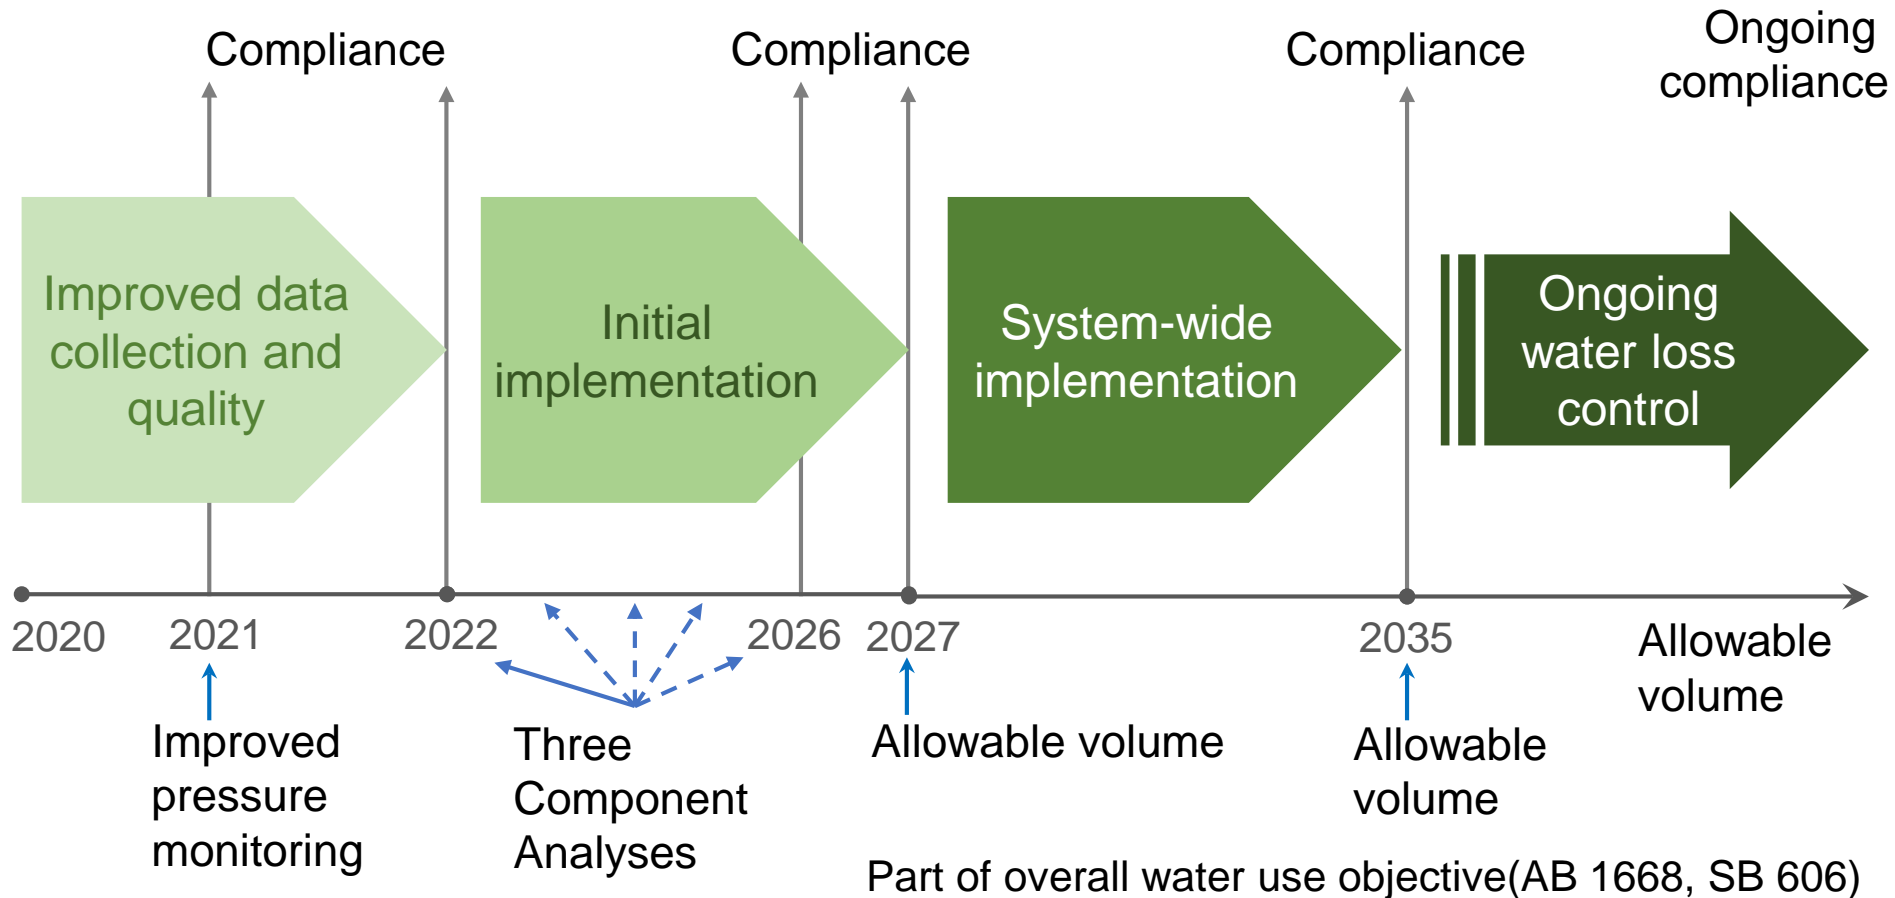 Compliance
Compliance
Compliance
Ongoing
compliance
Improved data
collection and
quality
Initial
implementation
System-wide
implementation
Ongoing
water loss
control
2020
2021
2022
2026
2027
2035
Allowable
volume
Improved
pressure
monitoring
Three
Component
Analyses
Allowable volume
Allowable
volume
Part of overall water use objective(AB 1668, SB 606)